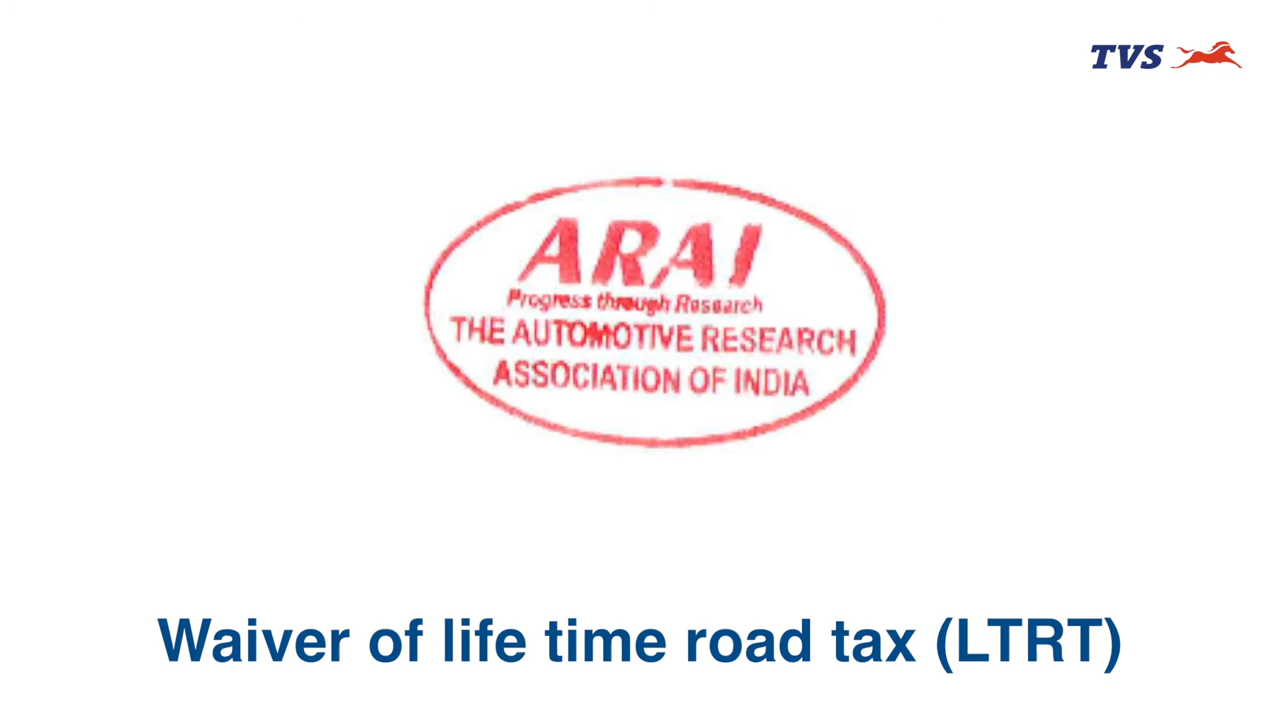 TVS
ARAI
Progress through Research
THE AUTOMOTIVE RESEARCH
ASSOCIATION OF INDIA
Waiver of life time road tax (LTRT)